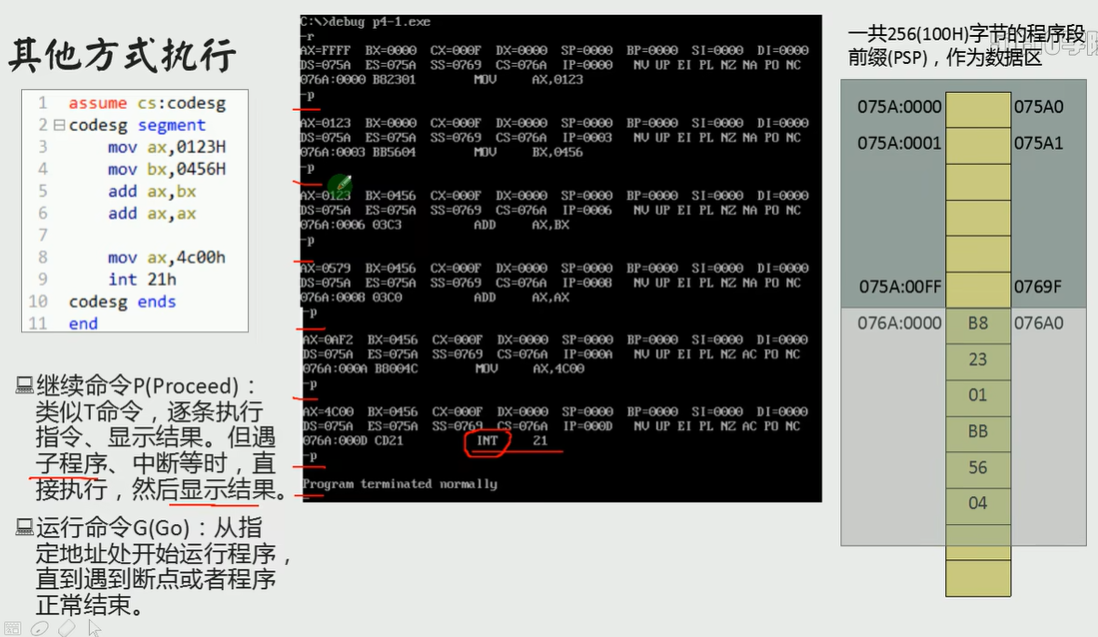 其他方式执行
1 assume cs:codesg
2 codesg segment
3 mov ax,0123H
4 mov bx,0456H
5 add ax,bx
6 add ax,ax
7
8 mov ax,4c00h
9 int 21h
10 codesg ends
11 end
继续命令P(Proceed)：
类似T命令，逐条执行
指令、显示结果。但遇
子程序、中断等时，直
接执行，然后显示结果。
运行命令G(Go)：从指
定地址处开始运行程序，
直到遇到断点或者程序
正常结束。
C:\>debug p4-1.exe
-r
AX=FFFF BX=0000 CX=000F DX=0000 SP=0000 BP=0000 SI=0000 DI=0000
DS=075A ES=075A SS=0769 CS=076A IP=0000 NV UP EI PL NZ NA PO NC
076A:0000 B82301 MOV AX,0123
-p
AX=0123 BX=0000 CX=000F DX=0000 SP=0000 BP=0000 SI=0000 DI=0000
DS=075A ES=075A SS=0769 CS=076A IP=0003 NV UP EI PL NZ NA PO NC
076A:0003 BB5604 MOV BX,0456
-p
AX=0123 BX=0456 CX=000F DX=0000 SP=0000 BP=0000 SI=0000 DI=0000
DS=075A ES=075A SS=0769 CS=076A IP=0006 NV UP EI PL NZ NA PO NC
076A:0006 03C3 ADD AX,BX
-p
AX=0579 BX=0456 CX=000F DX=0000 SP=0000 BP=0000 SI=0000 DI=0000
DS=075A ES=075A SS=0769 CS=076A IP=0008 NV UP EI PL NZ NA PO NC
076A:0008 03C0 ADD AX,AX
-p
AX=0AF2 BX=0456 CX=000F DX=0000 SP=0000 BP=0000 SI=0000 DI=0000
DS=075A ES=075A SS=0769 CS=076A IP=000A NV UP EI PL NZ AC PO NC
076A:000A B8004C MOV AX,4C00
-p
AX=4C00 BX=0456 CX=000F DX=0000 SP=0000 BP=0000 SI=0000 DI=0000
DS=075A ES=075A SS=0769 CS=076A IP=000D NV UP EI PL NZ AC PO NC
076A:000D CD21 INT 21
-p
Program terminated normally
一共256(100H)字节的程序段
前缀(PSP)，作为数据区
075A:0000 075A0
075A:0001 075A1
075A:00FF 0769F
076A:0000 B8 076A0
23
01
BB
56
04